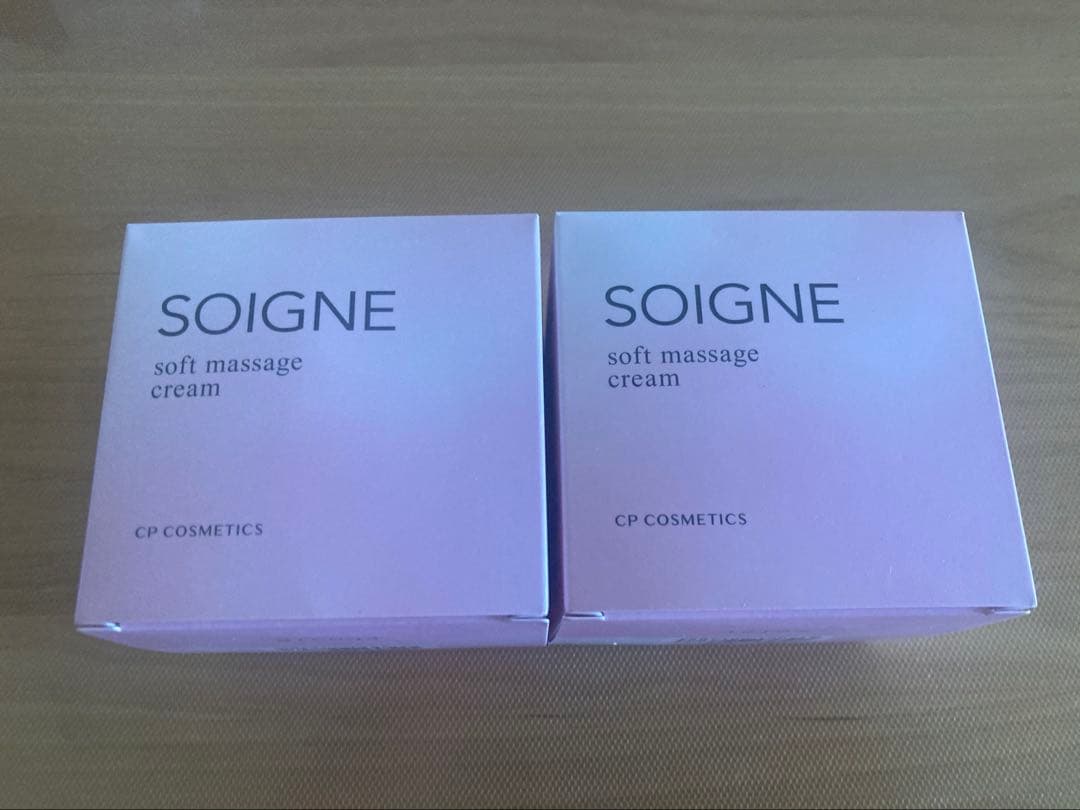 SOIGNE
soft massage
cream
CP COSMETICS
SOIGNE
soft massage
cream
CP COSMETICS